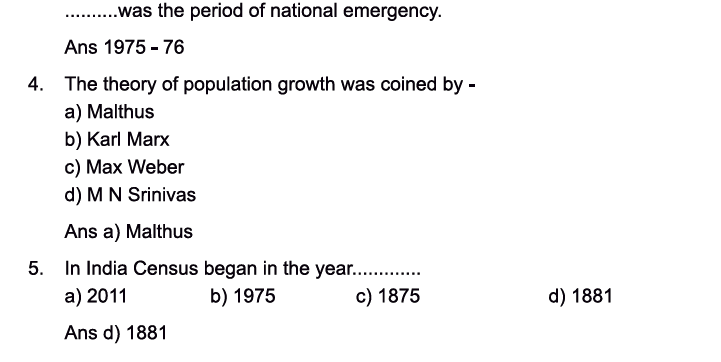 ..........was the period of national emergency.
Ans 1975 - 76
4. The theory of population growth was coined by -
a) Malthus
b) Karl Marx
c) Max Weber
d) M N Srinivas
Ans a) Malthus
5. In India Census began in the year.............
a) 2011 b) 1975 c) 1875 d) 1881
Ans d) 1881